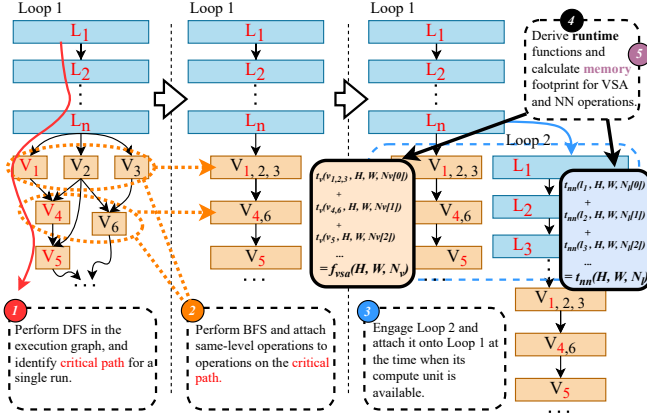 Loop 1
L1
L2
...
Ln
V1
V2
V3
V4
V6
V5
... ...
1
Perform DFS in the
execution graph, and
identify critical path for a
single run.
Loop 1
L1
L2
...
Ln
V1, 2, 3
V4,6
V5
...
2
Perform BFS and attach
same-level operations to
operations on the critical
path.
Loop 1
L1
L2
...
Ln
V1, 2, 3
V4,6
V5
...
3
Engage Loop 2 and
attach it onto Loop 1 at
the time when its
compute unit is
available.
4
5
Derive runtime
functions and
calculate memory
footprint for VSA
and NN operations.
tv(v1,2,3, H, W, Nv[0])
+
tv(v4,6, H, W, Nv[1])
+
tv(v5, H, W, Nv[2])
...
= fvsa(H, W, Nv)
Loop 2
L1
L2
L3
...
V1, 2, 3
V4,6
V5
...
tnn(l1, H, W, Nl[0])
+
tnn(l2, H, W, Nl[1])
+
tnn(l3, H, W, Nl[2])
...
= tnn(H, W, Nl)